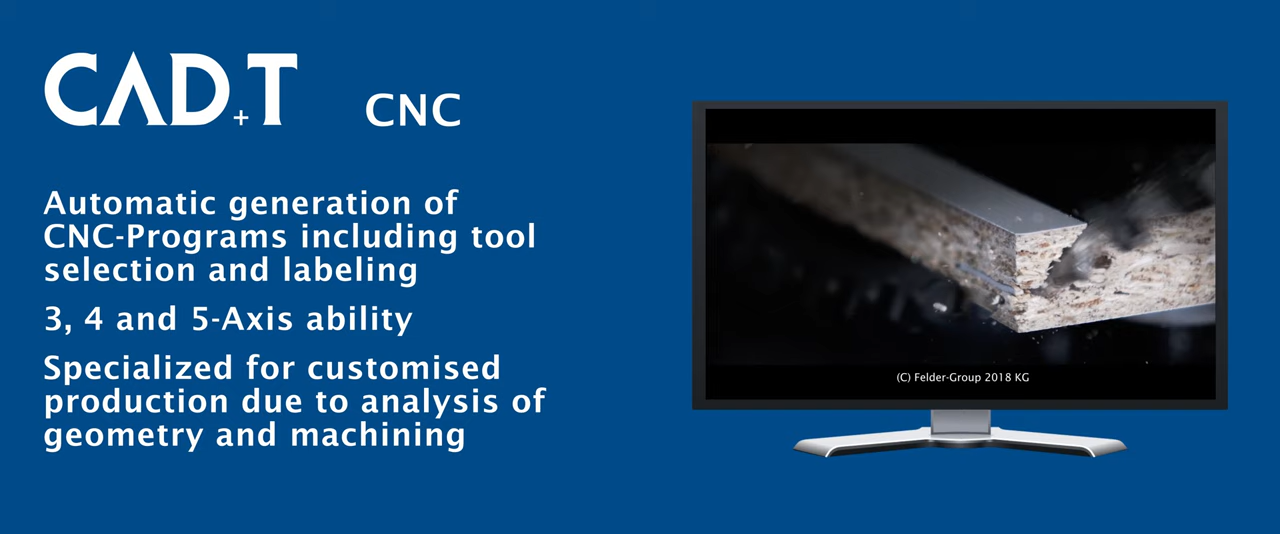 CAD+T CNC
Automatic generation of
CNC-Programs including tool
selection and labeling
3, 4 and 5-Axis ability
Specialized for customised
production due to analysis of
geometry and machining
(C) Felder-Group 2018 KG